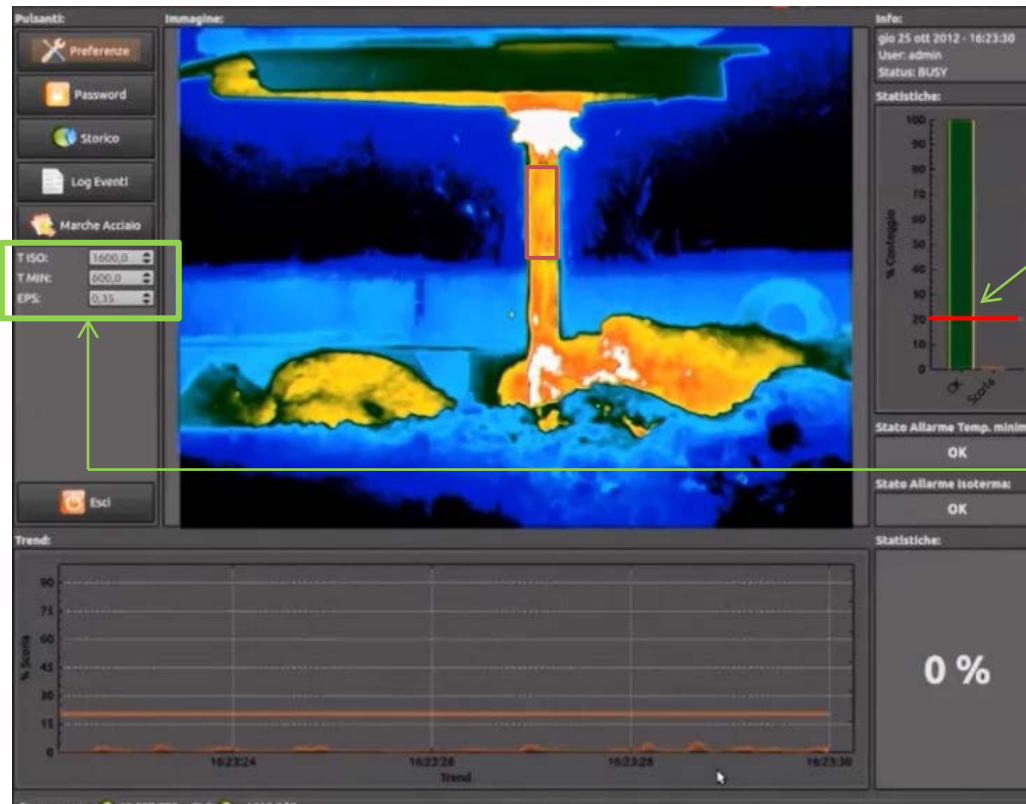 Pulsanti:
Preferenze
Password
Storico
Log Eventi
Marche Acciaio
T ISO: 1600,0
T MIN: 600,0
EPS: 0,35
Esci
Immagine:
Info:
gio 25 ott 2012 - 16:23:30
User: admin
Status: BUSY
Statistiche:
% Conteggio
100
90
80
70
60
50
40
30
20
10
0
OK
Scoria
Stato Allarme Temp. minim
OK
Stato Allarme Isoterma:
OK
Trend:
% Scoria
90
75
60
45
30
15
0
16:23:24
16:23:26
16:23:28
16:23:30
Trend
Statistiche:
0 %